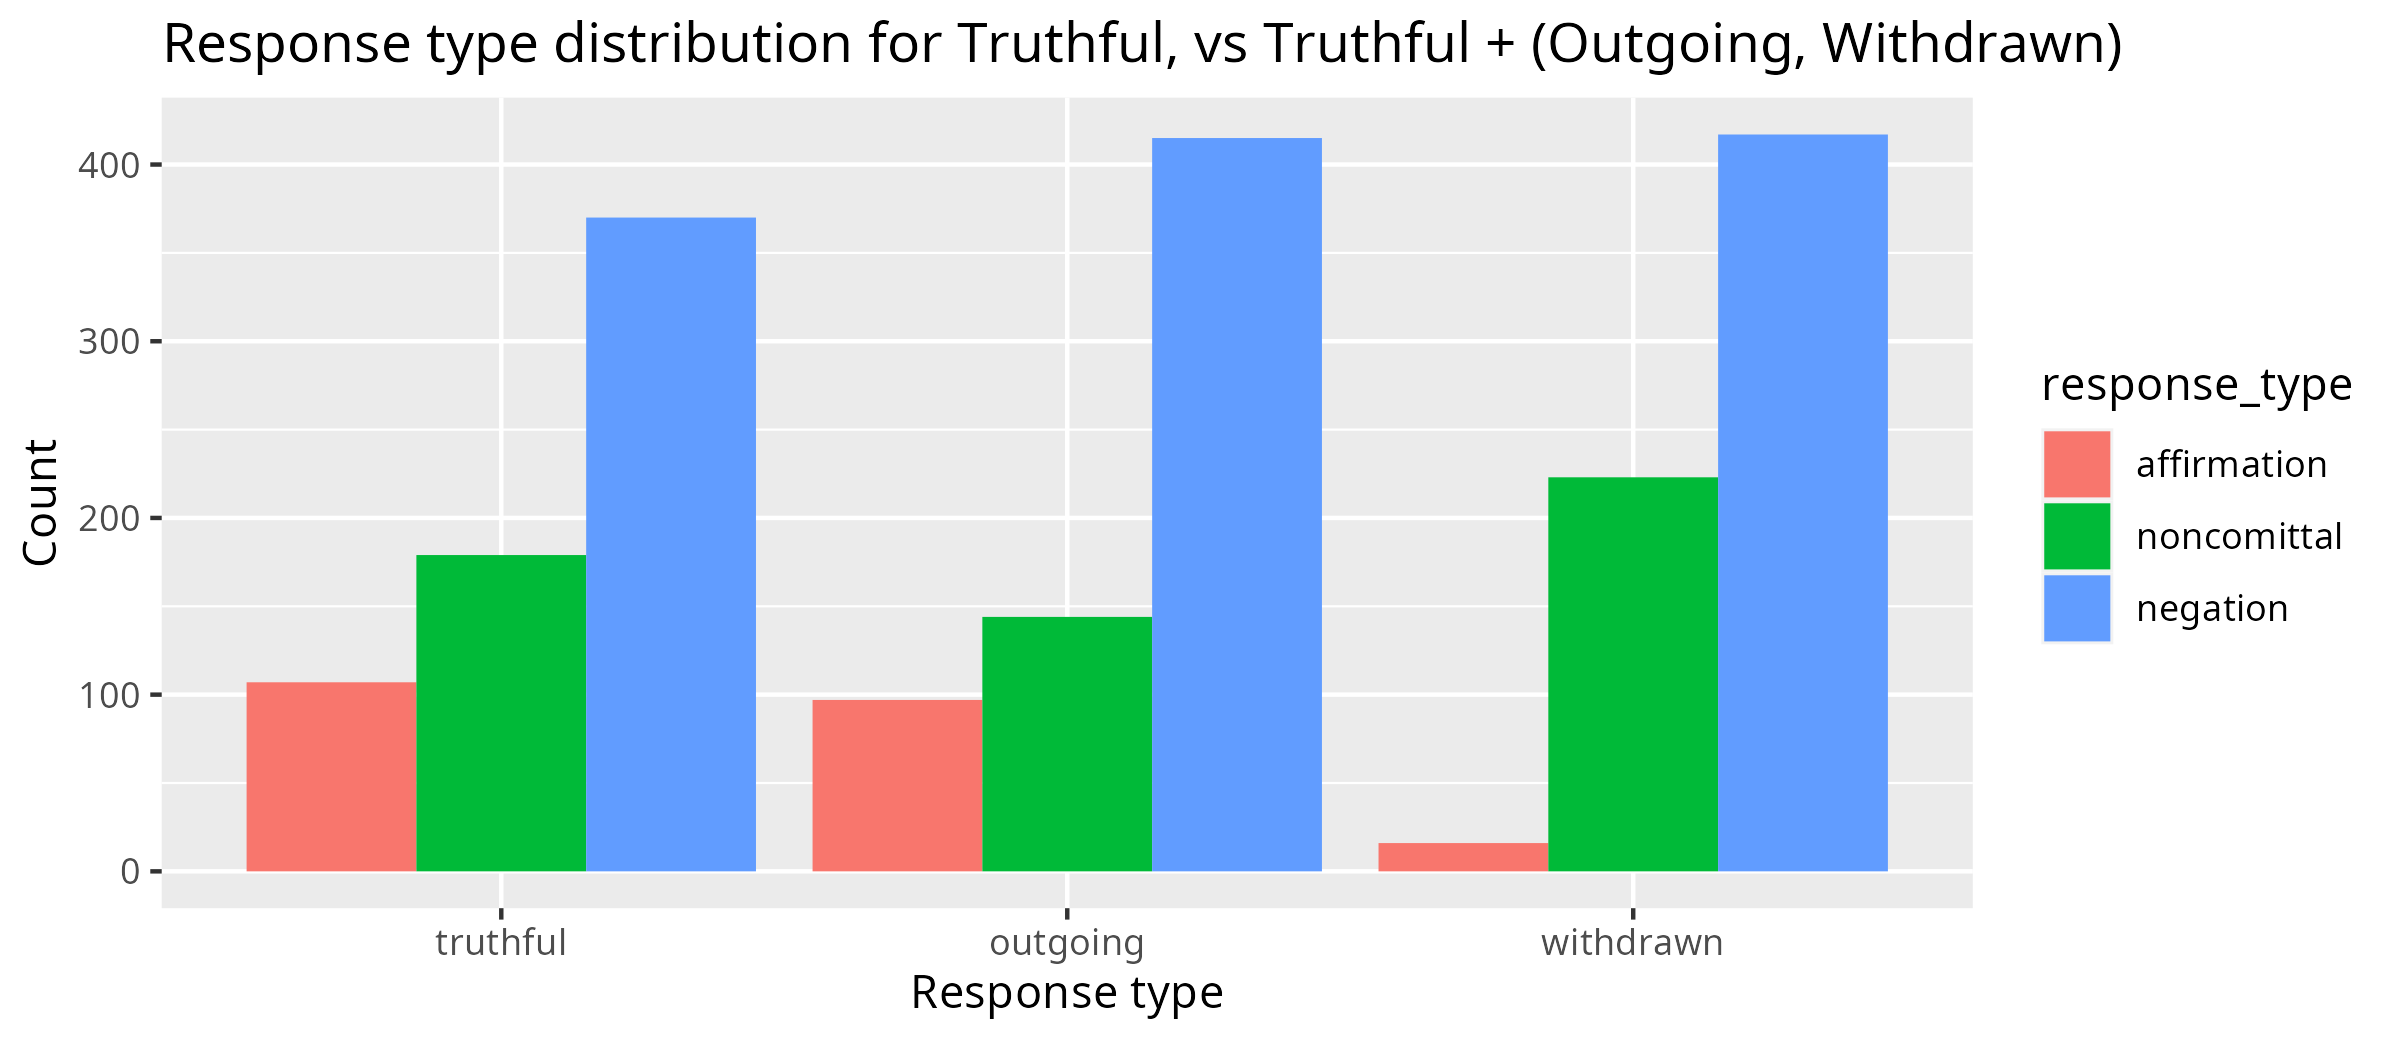 Response type distribution for Truthful, vs Truthful + (Outgoing, Withdrawn)
400
300
200
100
0
Count
truthful outgoing withdrawn
Response type
response_type
affirmation
noncomittal
negation